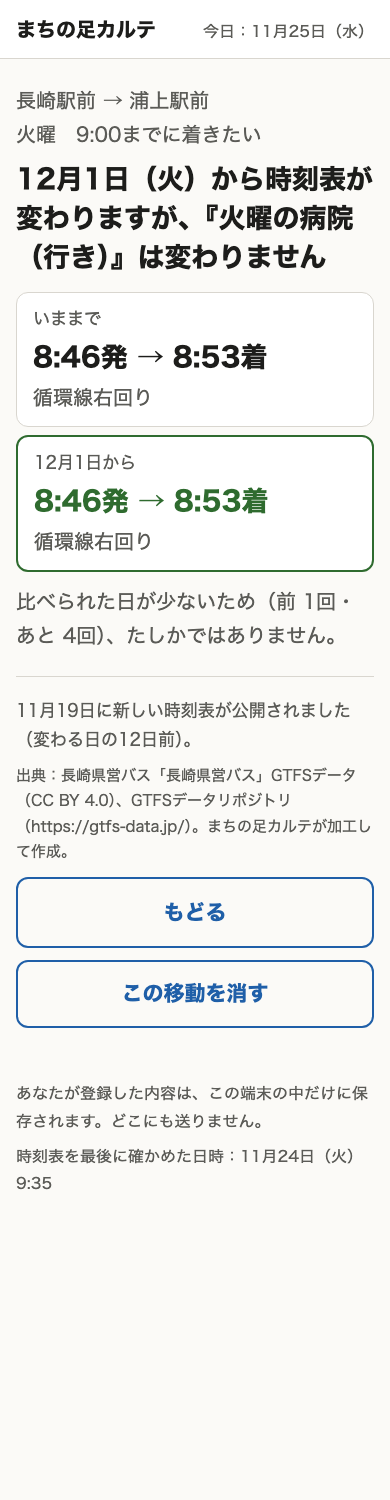 まちの足カルテ
今日：11月25日（水）
長崎駅前 → 浦上駅前
火曜　9:00までに着きたい
12月1日（火）から時刻表が
変わりますが、『火曜の病院
（行き）』は変わりません
いままで
8:46発 → 8:53着
循環線右回り
12月1日から
8:46発 → 8:53着
循環線右回り
比べられた日が少ないため（前 1回・
あと 4回）、たしかではありません。
11月19日に新しい時刻表が公開されました
（変わる日の12日前）。
出典：長崎県営バス「長崎県営バス」GTFSデータ
（CC BY 4.0）、GTFSデータリポジトリ
（https://gtfs-data.jp/）。まちの足カルテが加工し
て作成。
もどる
この移動を消す
あなたが登録した内容は、この端末の中だけに保
存されます。どこにも送りません。
時刻表を最後に確かめた日時：11月24日（火）
9:35